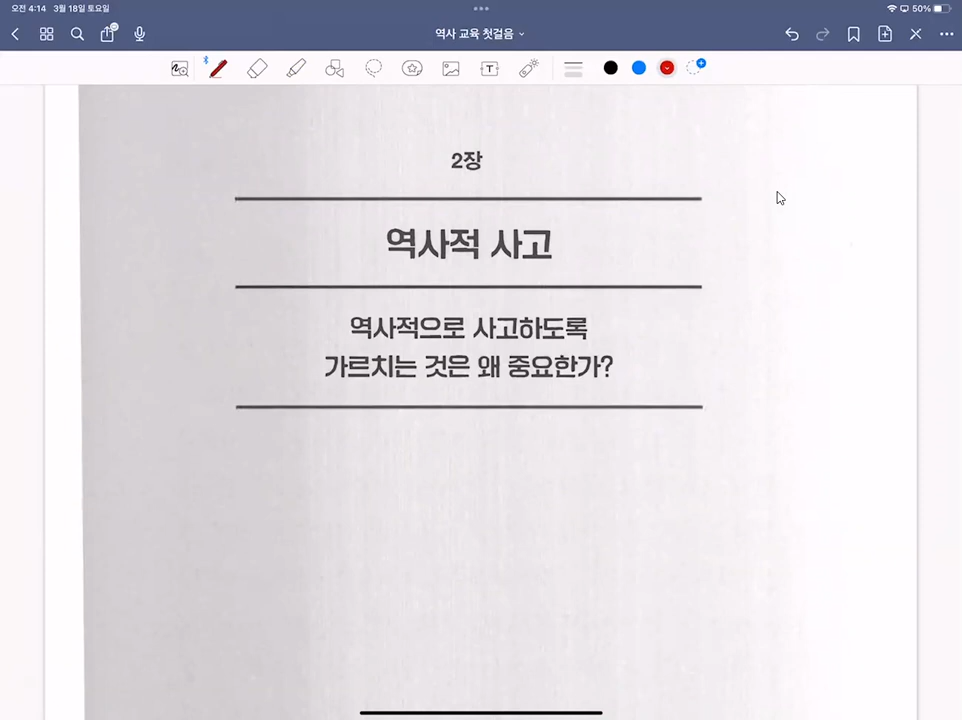 오전 4:14 3월 18일 토요일
50%
역사 교육 첫걸음
T
2장
역사적 사고
역사적으로 사고하도록
가르치는 것은 왜 중요한가?